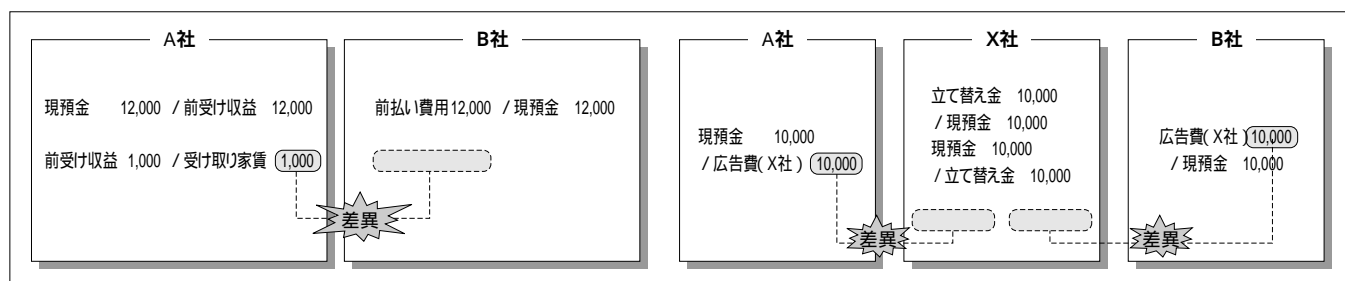 A社
現預金 12,000 / 前受け収益 12,000
前受け収益 1,000 / 受け取り家賃 1,000
B社
前払い費用12,000 / 現預金 12,000
差異
A社
現預金 10,000
/ 広告費(X社) 10,000
X社
立て替え金 10,000
/ 現預金 10,000
現預金 10,000
/ 立て替え金 10,000
B社
広告費(X社) 10,000
/ 現預金 10,000
差異
差異